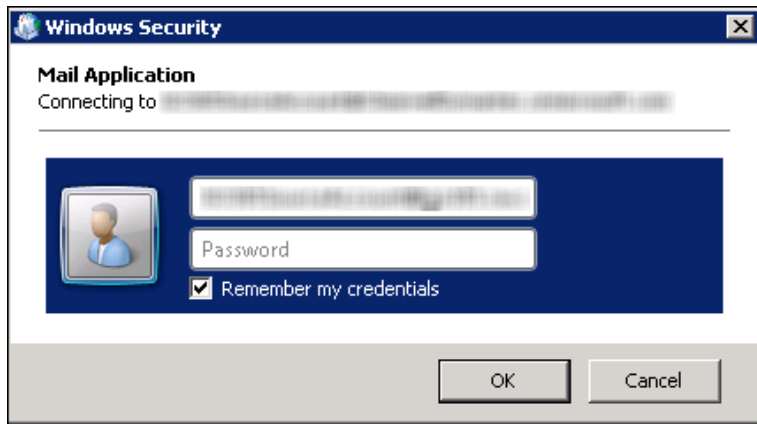 Windows Security
Mail Application
Connecting to
Password
Remember my credentials
OK
Cancel